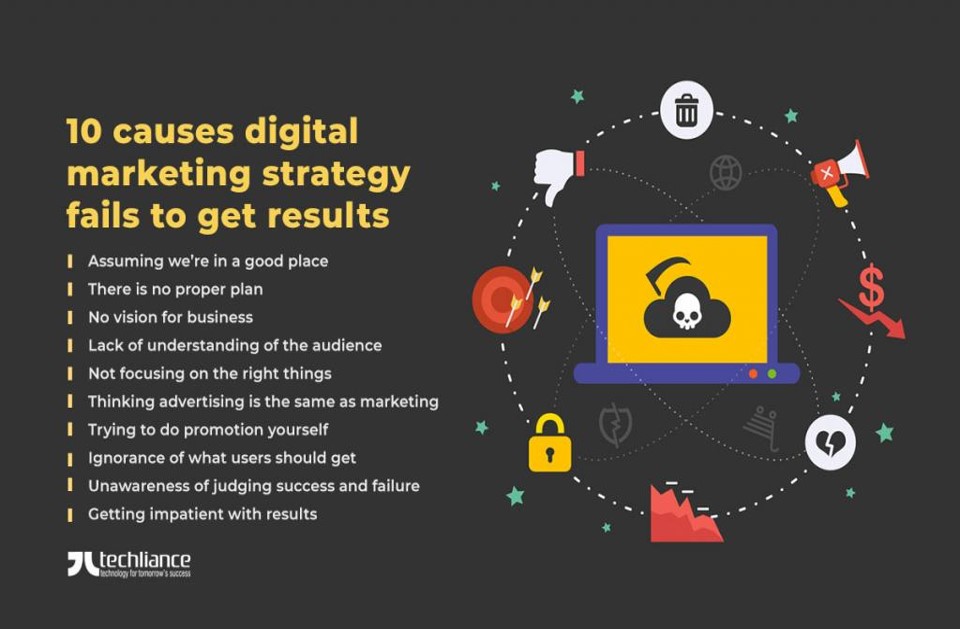 10 causes digital
marketing strategy
fails to get results
Assuming we're in a good place
There is no proper plan
No vision for business
Lack of understanding of the audience
Not focusing on the right things
Thinking advertising is the same as marketing
Trying to do promotion yourself
Ignorance of what users should get
Unawareness of judging success and failure
Getting impatient with results
techliance
technology for tomorrow's success
$